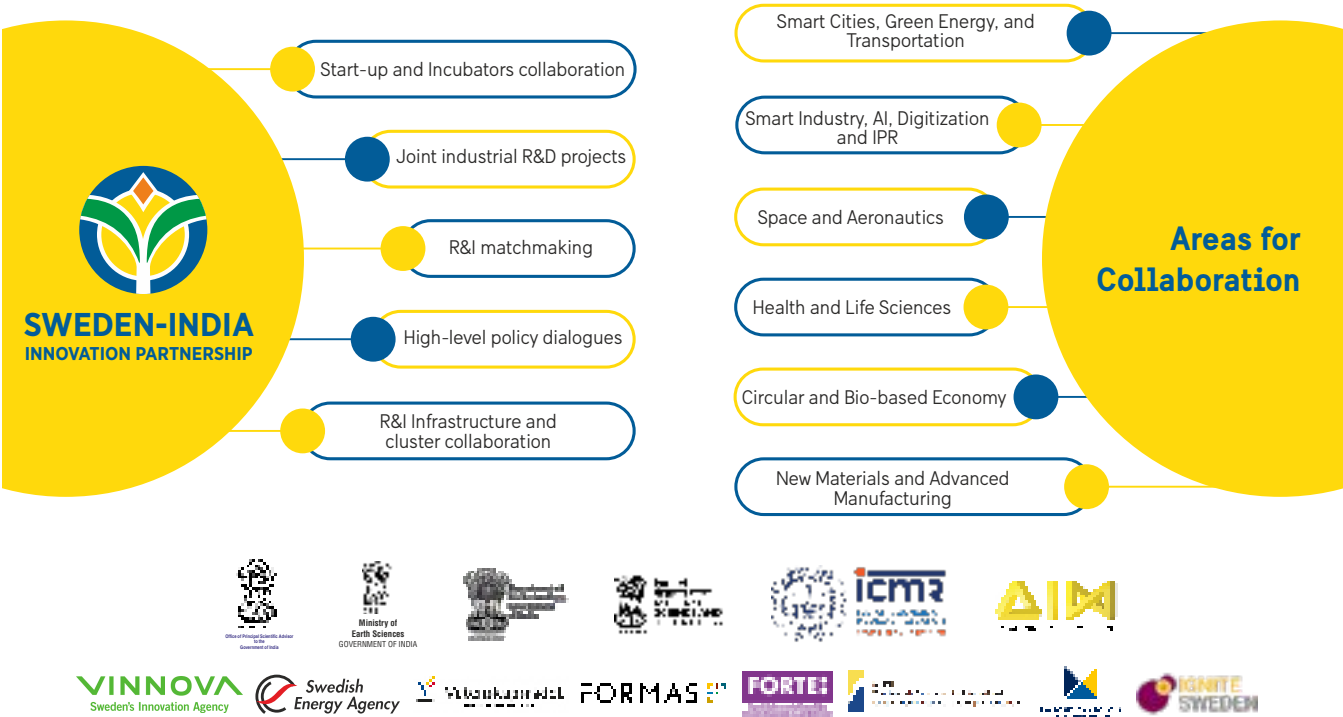 SWEDEN-INDIA
INNOVATION PARTNERSHIP
Start-up and Incubators collaboration
Joint industrial R&D projects
R&I matchmaking
High-level policy dialogues
R&I Infrastructure and
cluster collaboration
Smart Cities, Green Energy, and
Transportation
Smart Industry, AI, Digitization
and IPR
Space and Aeronautics
Health and Life Sciences
Circular and Bio-based Economy
New Materials and Advanced
Manufacturing
Areas for
Collaboration
Office of Principal Scientific Advisor
to the
Government of India
Ministry of
Earth Sciences
GOVERNMENT OF INDIA
icmr
AIM
VINNOVA
Sweden's Innovation Agency
Swedish
Energy Agency
FORMAS
FORTE:
IGNITE
SWEDEN